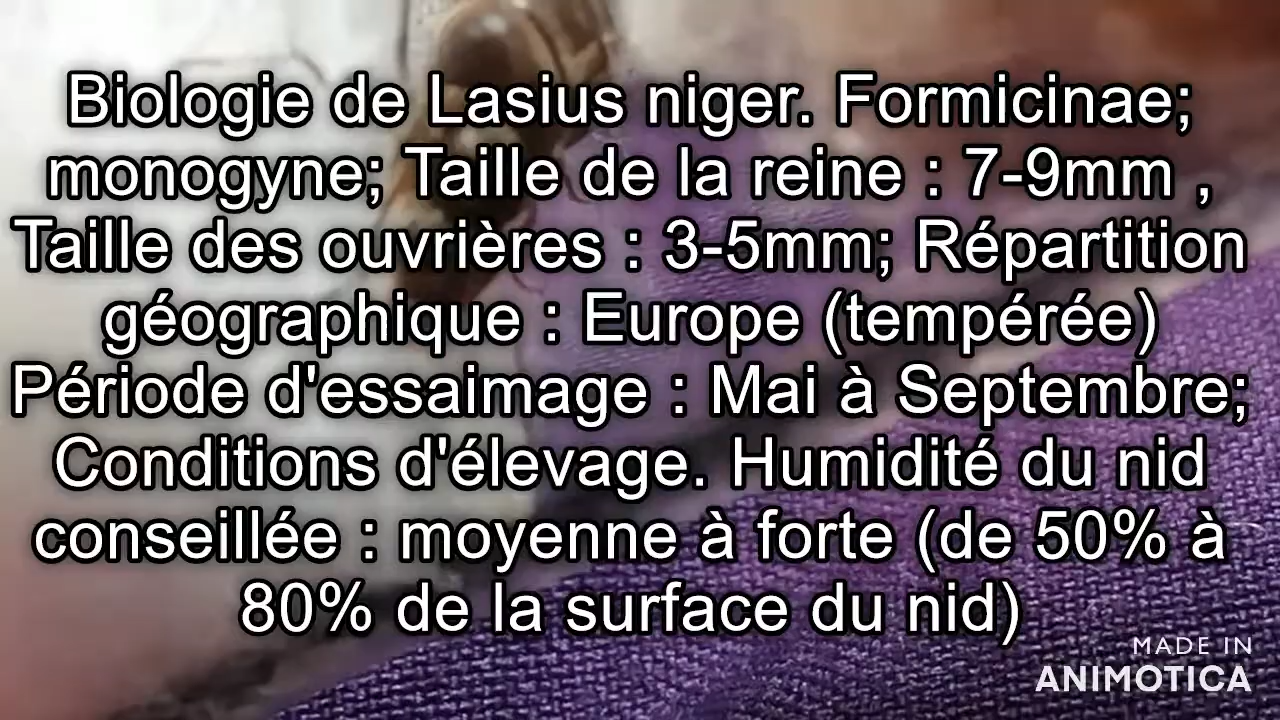 Biologie de Lasius niger. Formicinae;
monogyne; Taille de la reine : 7-9mm ,
Taille des ouvrières : 3-5mm; Répartition
géographique : Europe (tempérée)
Période d'essaimage : Mai à Septembre;
Conditions d'élevage. Humidité du nid
conseillée : moyenne à forte (de 50% à
80% de la surface du nid)
MADE IN
ANIMOTICA